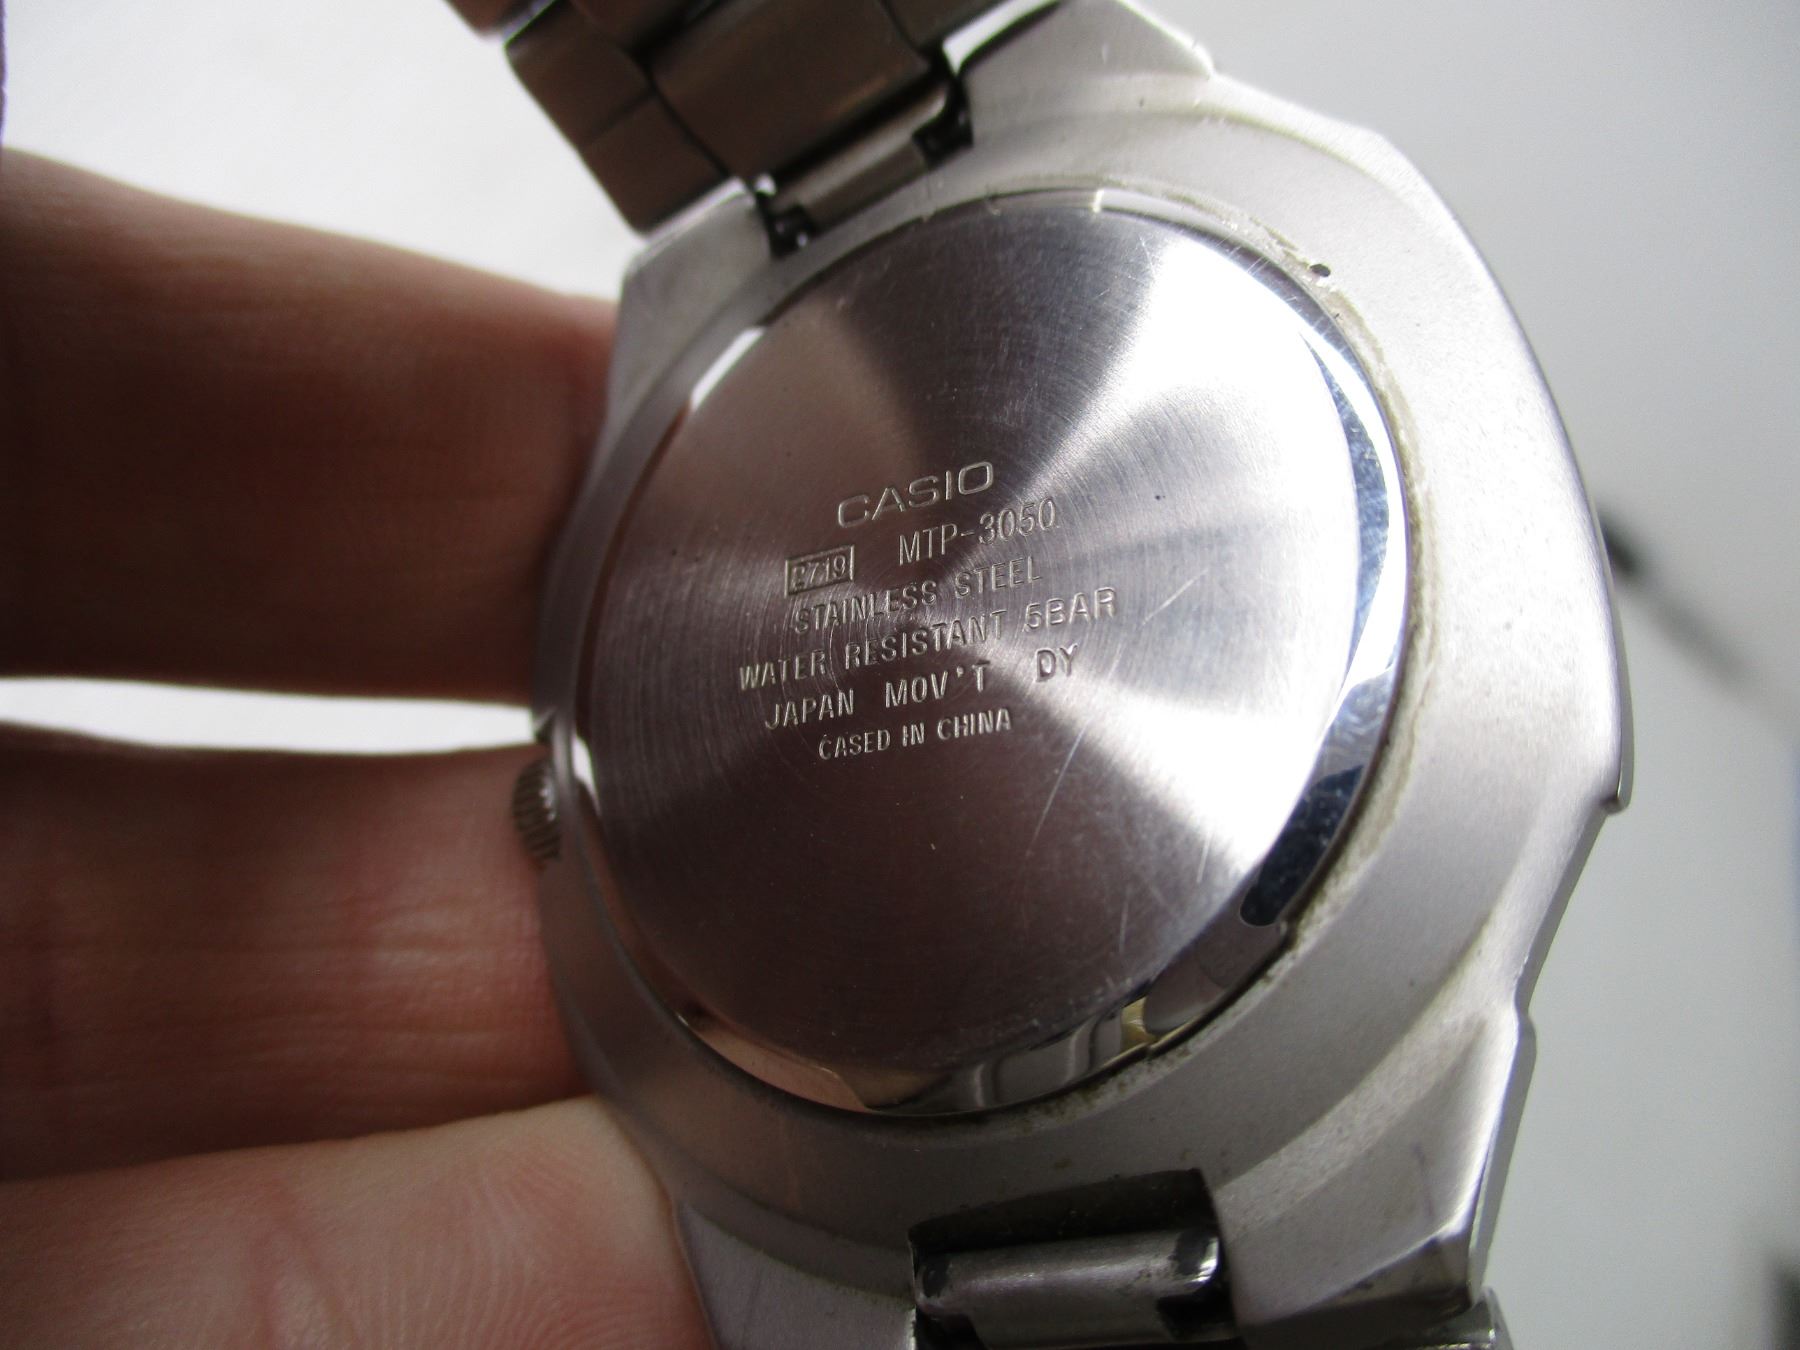 CASIO
2719 MTP-3050
STAINLESS STEEL
WATER RESISTANT 5BAR
JAPAN MOV'T DY
CASED IN CHINA